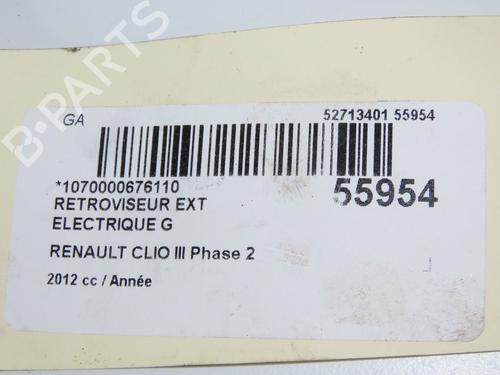 B-PARTS
GA
52713401 55954
*1070000676110
55954
RETROVISEUR EXT
ELECTRIQUE G
RENAULT CLIO III Phase 2
2012 cc / Année